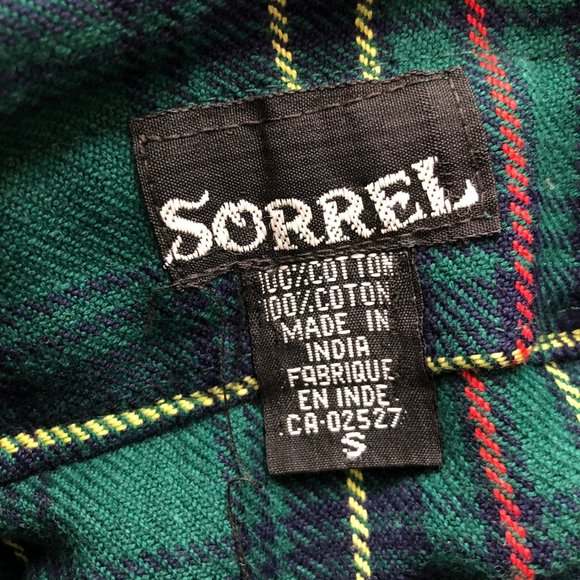 SORREL
100%COTTON
100%COTON
MADE IN
INDIA
FABRIQUE
EN INDE
CA-02527
S